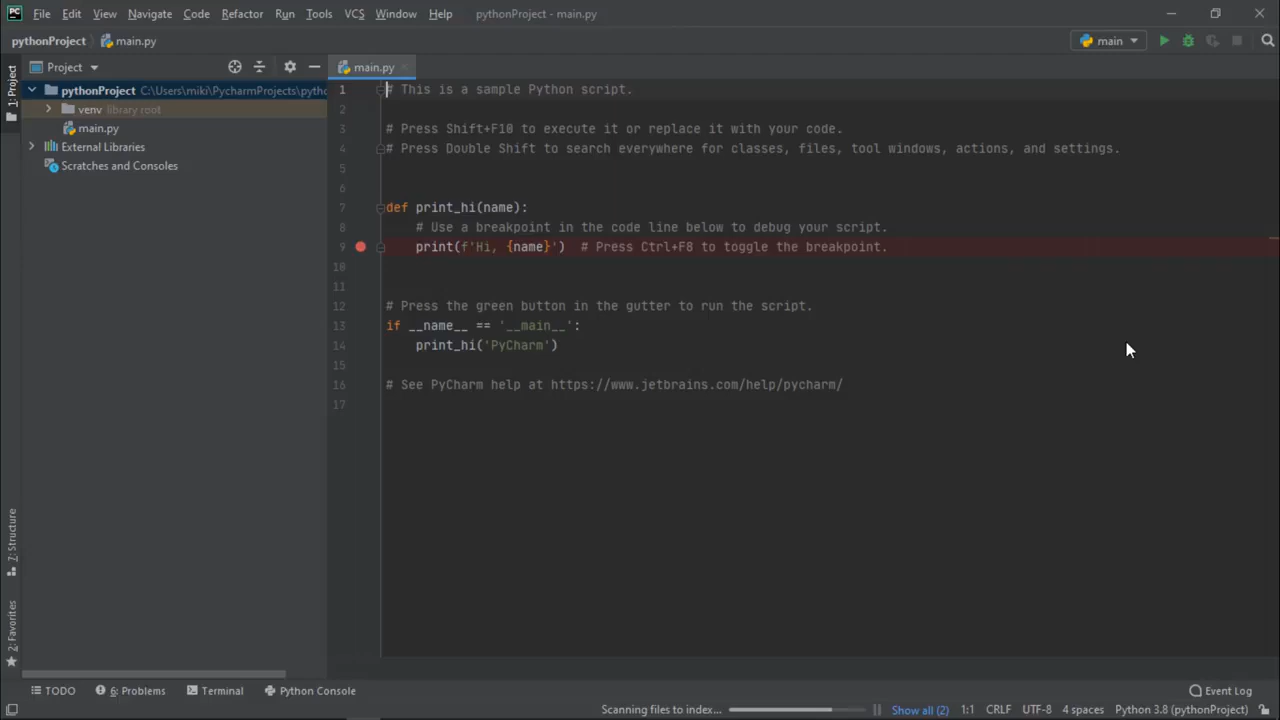 PC File Edit View Navigate Code Refactor Run Tools VCS Window Help pythonProject - main.py
pythonProject main.py main
1: Project
Project
main.py
pythonProject C:\Users\miki\PycharmProjects\pytho
venv library root
main.py
External Libraries
Scratches and Consoles
1 # This is a sample Python script.
2
3 # Press Shift+F10 to execute it or replace it with your code.
4 # Press Double Shift to search everywhere for classes, files, tool windows, actions, and settings.
5
6
7 def print_hi(name):
8 # Use a breakpoint in the code line below to debug your script.
9 print(f'Hi, {name}') # Press Ctrl+F8 to toggle the breakpoint.
10
11
12 # Press the green button in the gutter to run the script.
13 if __name__ == '__main__':
14 print_hi('PyCharm')
15
16 # See PyCharm help at https://www.jetbrains.com/help/pycharm/
17
7: Structure
2: Favorites
TODO 6: Problems Terminal Python Console Event Log
Scanning files to index... Show all (2) 1:1 CRLF UTF-8 4 spaces Python 3.8 (pythonProject)